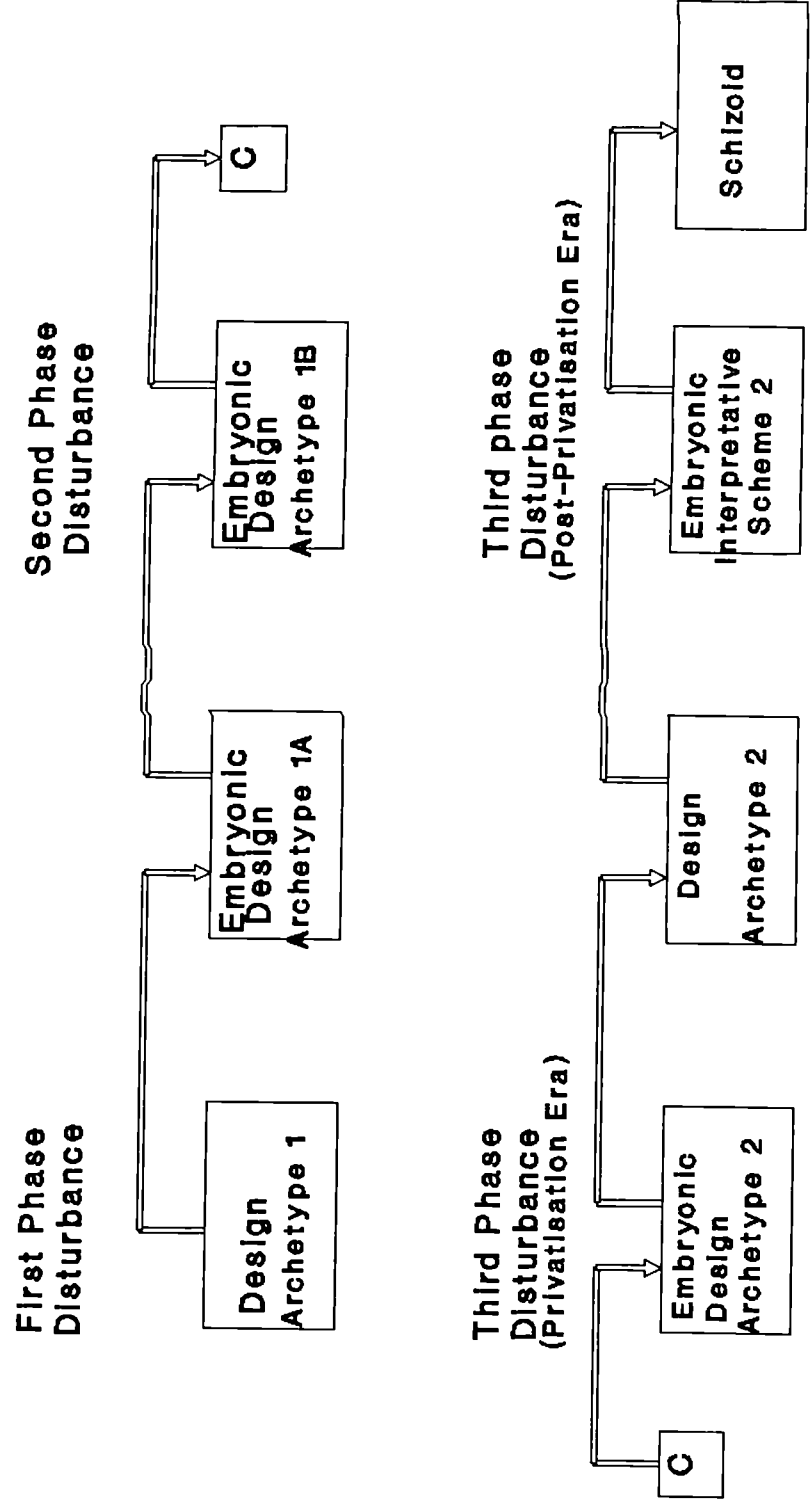 First Phase
Disturbance
Second Phase
Disturbance
Design
Archetype 1
Embryonic
Design
Archetype 1A
Embryonic
Design
Archetype 1B
C
Third Phase
Disturbance
(Privatisation Era)
Third phase
Disturbance
(Post-Privatisation Era)
C
Embryonic
Design
Archetype 2
Design
Archetype 2
Embryonic
Interpretative
Scheme 2
Schizoid